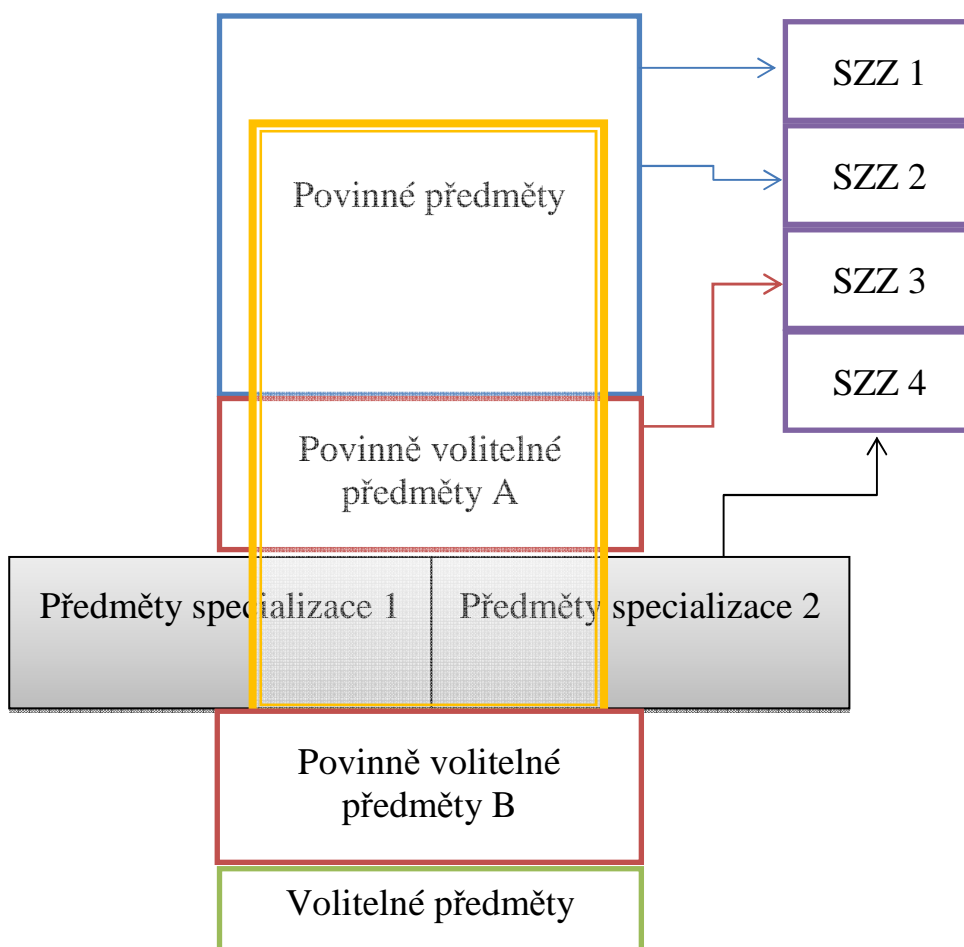 SZZ 1
Povinné předměty
SZZ 2
SZZ 3
SZZ 4
Povinně volitelné
předměty A
Předměty specializace 1
Předměty specializace 2
Povinně volitelné
předměty B
Volitelné předměty